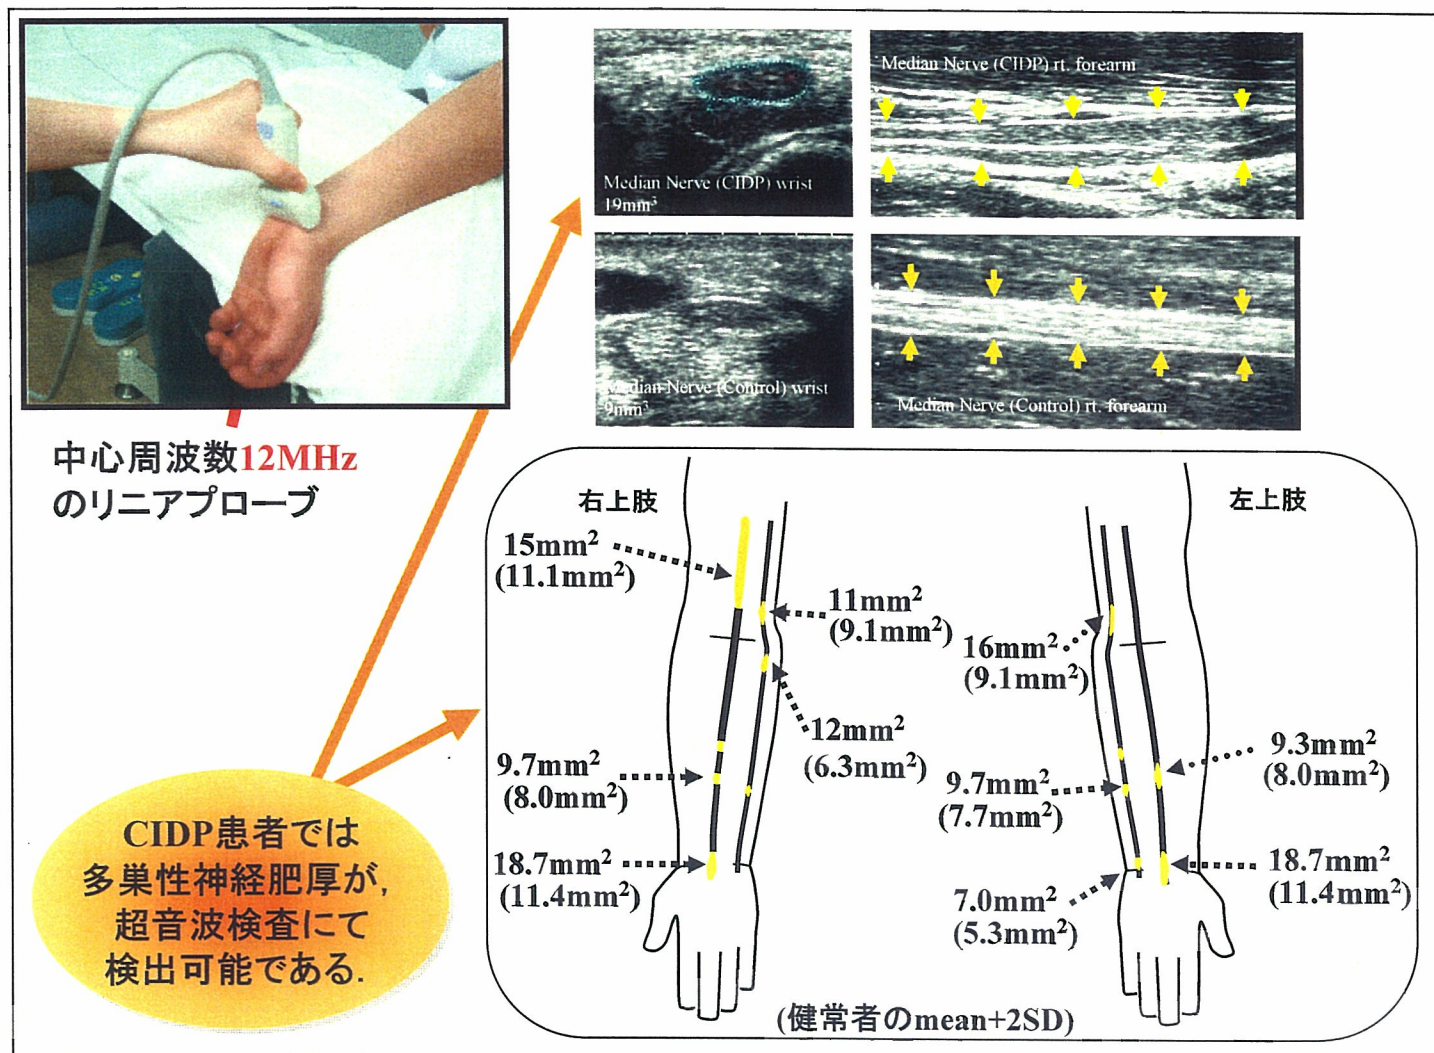 Median Nerve (CIDP) wrist
19mm³
Median Nerve (CIDP) rt. forearm
Median Nerve (Control) wrist
9mm³
Median Nerve (Control) rt. forearm
中心周波数12MHz
のリニアプローブ
右上肢
15mm²
(11.1mm²)
11mm²
(9.1mm²)
12mm²
(6.3mm²)
9.7mm²
(8.0mm²)
18.7mm²
(11.4mm²)
左上肢
16mm²
(9.1mm²)
9.7mm²
(7.7mm²)
7.0mm²
(5.3mm²)
9.3mm²
(8.0mm²)
18.7mm²
(11.4mm²)
(健常者のmean+2SD)
CIDP患者では
多巣性神経肥厚が,
超音波検査にて
検出可能である.